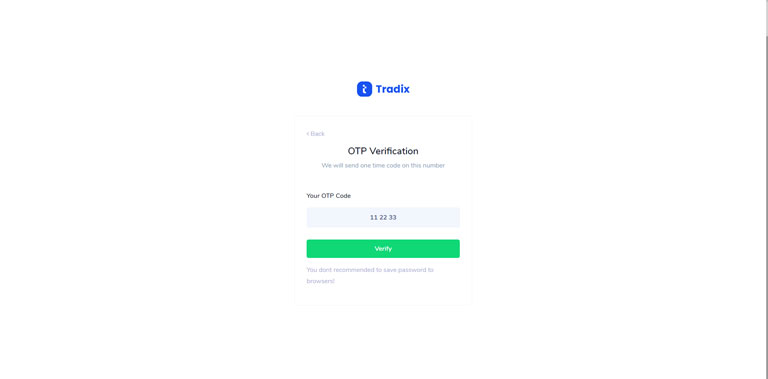 Tradix
‹ Back
OTP Verification
We will send one time code on this number
Your OTP Code
11 22 33
Verify
You dont recommended to save password to
browsers!